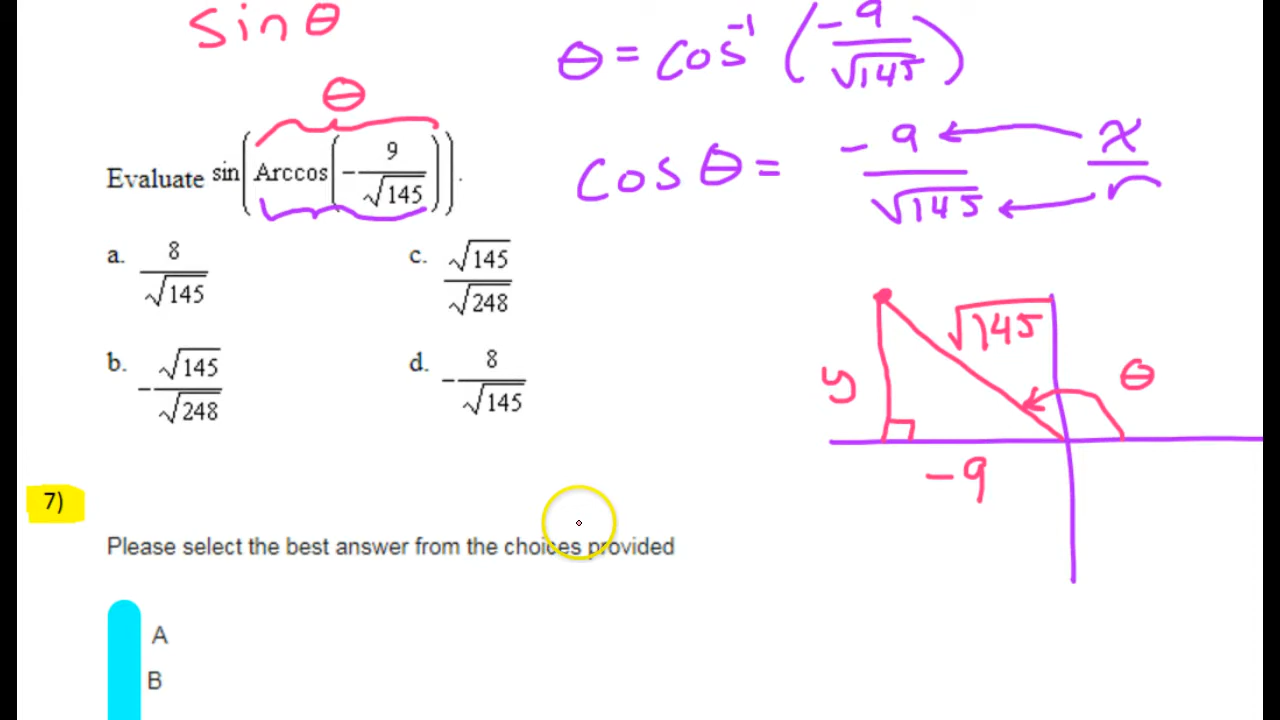 sin θ
θ = cos⁻¹ (-9/√145)
θ
Evaluate sin(Arccos(-9/√145)).
cos θ = -9/√145 x/r
a. 8/√145
c. √145/√248
b. -√145/√248
d. -8/√145
√145
y
θ
-9
7)
Please select the best answer from the choices provided
A
B